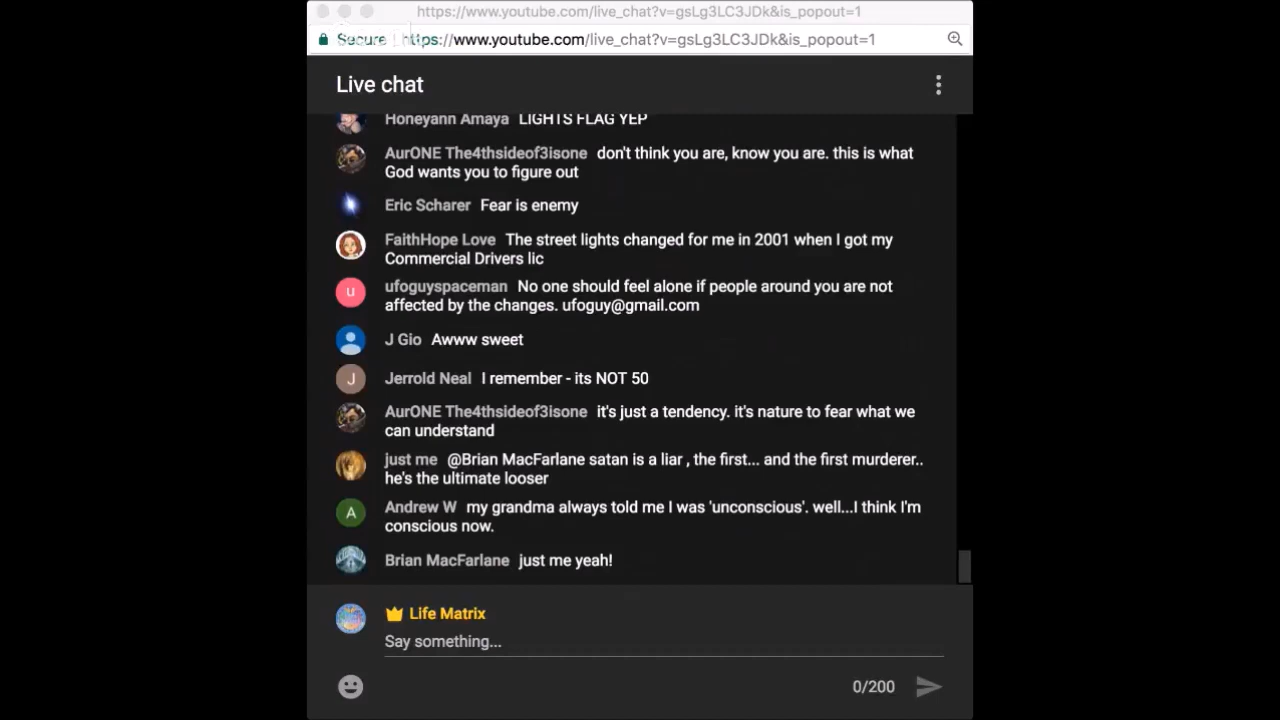 https://www.youtube.com/live_chat?v=gsLg3LC3JDk&is_popout=1
Secure https://www.youtube.com/live_chat?v=gsLg3LC3JDk&is_popout=1
Live chat
Honeyann Amaya LIGHTS FLAG YEP
AurONE The4thsideof3isone don't think you are, know you are. this is what
God wants you to figure out
Eric Scharer Fear is enemy
FaithHope Love The street lights changed for me in 2001 when I got my
Commercial Drivers lic
u
ufoguyspaceman No one should feel alone if people around you are not
affected by the changes. ufoguy@gmail.com
J Gio Awww sweet
J
Jerrold Neal I remember - its NOT 50
AurONE The4thsideof3isone it's just a tendency. it's nature to fear what we
can understand
just me @Brian MacFarlane satan is a liar , the first... and the first murderer..
he's the ultimate looser
A
Andrew W my grandma always told me I was 'unconscious'. well...I think I'm
conscious now.
Brian MacFarlane just me yeah!
Life Matrix
Say something...
0/200